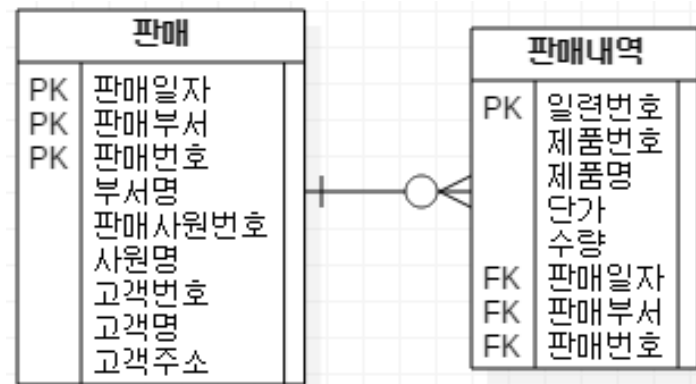 판매
PK 판매일자
PK 판매부서
PK 판매번호
부서명
판매사원번호
사원명
고객번호
고객명
고객주소
판매내역
PK 일련번호
제품번호
제품명
단가
수량
FK 판매일자
FK 판매부서
FK 판매번호